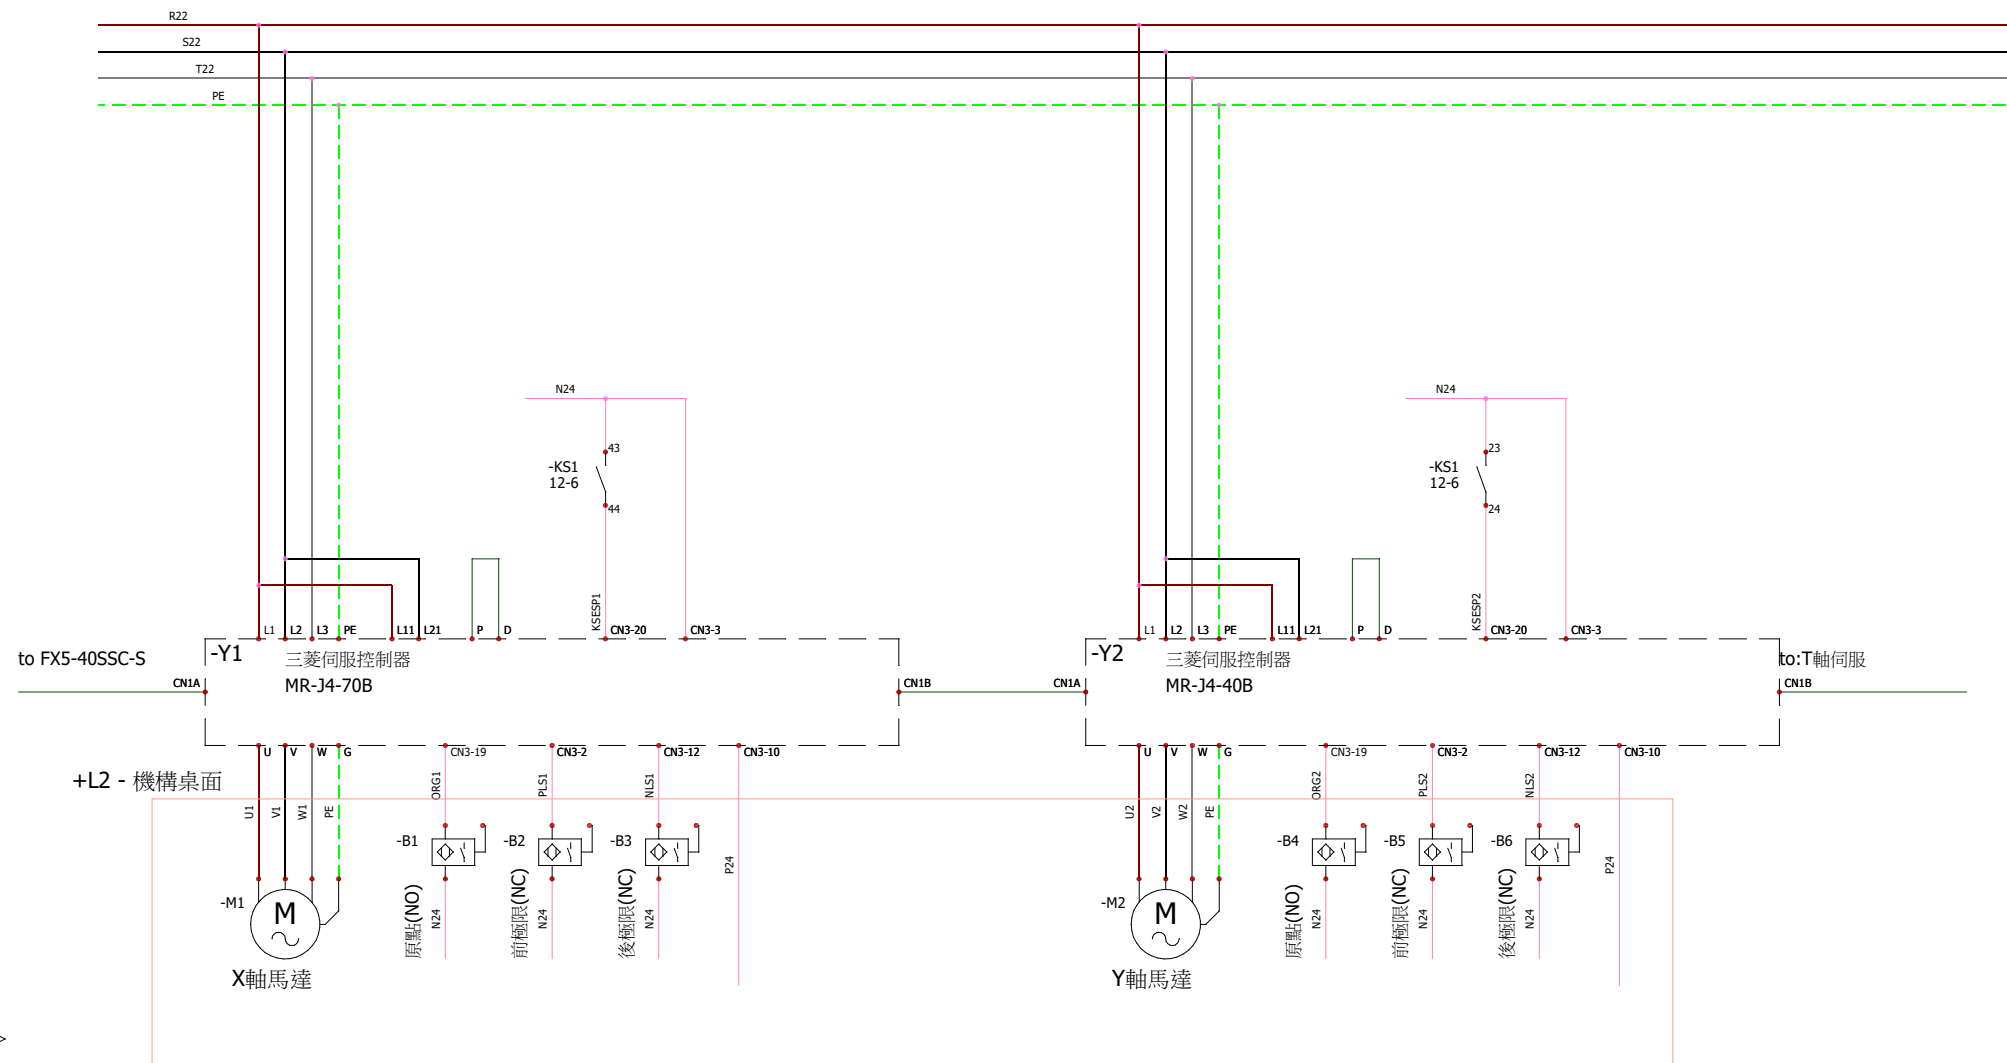 R22
S22
T22
PE
N24
N24
43
-KS1
12-6
44
23
-KS1
12-6
24
KSESP1
KSESP2
L1 L2 L3 PE L11 L21 P D CN3-20 CN3-3
L1 L2 L3 PE L11 L21 P D CN3-20 CN3-3
to FX5-40SSC-S
-Y1
三菱伺服控制器
MR-J4-70B
-Y2
三菱伺服控制器
MR-J4-40B
to:T軸伺服
CN1A
CN1B
CN1A
CN1B
U V W G CN3-19 CN3-2 CN3-12 CN3-10
U V W G CN3-19 CN3-2 CN3-12 CN3-10
+L2 - 機構桌面
U1
V1
W1
PE
ORG1
PLS1
NLS1
U2
V2
W2
PE
ORG2
PLS2
NLS2
-B1
-B2
-B3
P24
-B4
-B5
-B6
P24
-M1
M
原點(NO)
N24
前極限(NC)
N24
後極限(NC)
N24
-M2
M
原點(NO)
N24
前極限(NC)
N24
後極限(NC)
N24
X軸馬達
Y軸馬達
>